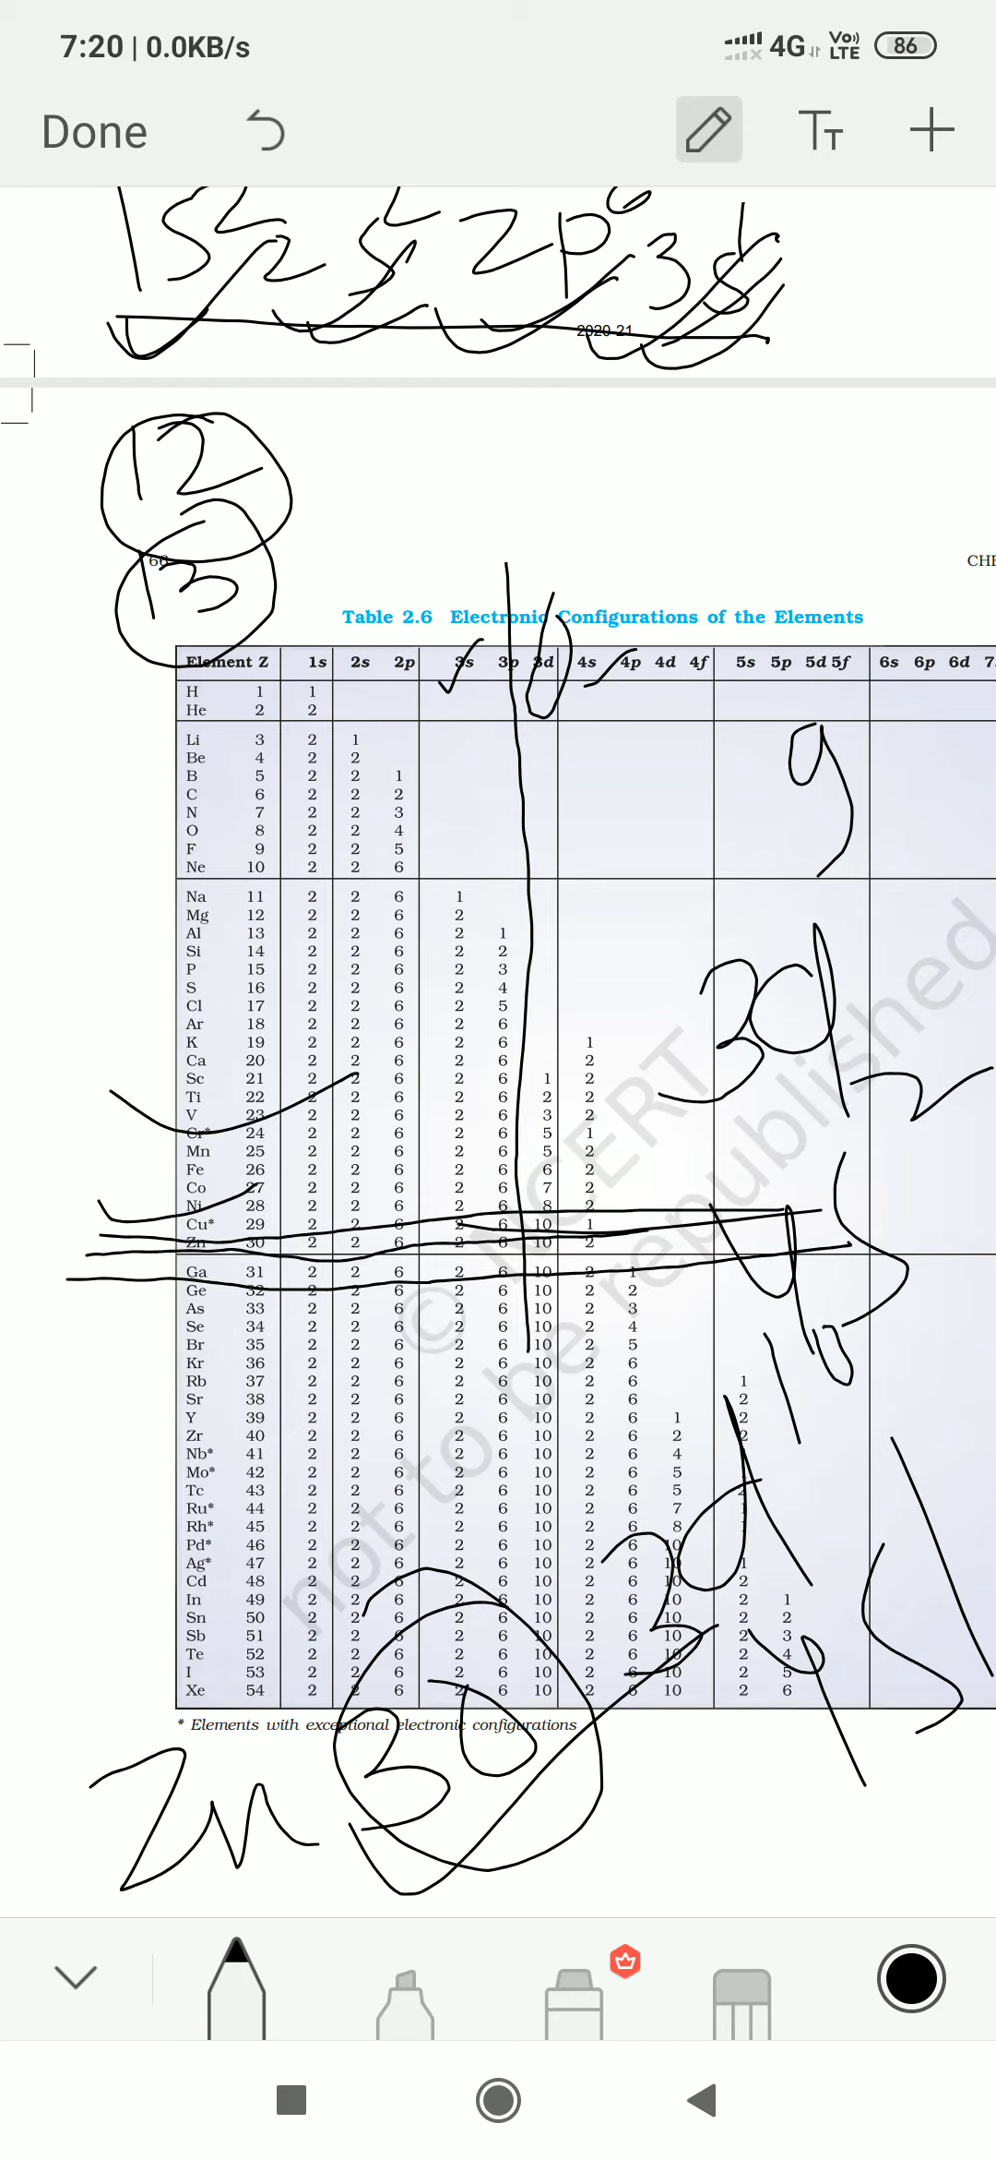 7:20 | 0.0KB/s 4G Vo)) LTE 86
Done TT
1s2 2s2 2p6 3s1
2020-21
12
13
66 CHE
Table 2.6 Electronic Configurations of the Elements
Element Z 1s 2s 2p 3s 3p 3d 4s 4p 4d 4f 5s 5p 5d 5f 6s 6p 6d 7
H 1 1
He 2 2
Li 3 2 1
Be 4 2 2
B 5 2 2 1
C 6 2 2 2
N 7 2 2 3
O 8 2 2 4
F 9 2 2 5
Ne 10 2 2 6
Na 11 2 2 6 1
Mg 12 2 2 6 2
Al 13 2 2 6 2 1
Si 14 2 2 6 2 2
P 15 2 2 6 2 3
S 16 2 2 6 2 4
Cl 17 2 2 6 2 5
Ar 18 2 2 6 2 6
K 19 2 2 6 2 6 1
Ca 20 2 2 6 2 6 2
Sc 21 2 2 6 2 6 1 2
Ti 22 2 2 6 2 6 2 2
V 23 2 2 6 2 6 3 2
Cr* 24 2 2 6 2 6 5 1
Mn 25 2 2 6 2 6 5 2
Fe 26 2 2 6 2 6 6 2
Co 27 2 2 6 2 6 7 2
Ni 28 2 2 6 2 6 8 2
Cu* 29 2 2 6 2 6 10 1
Zn 30 2 2 6 2 6 10 2
Ga 31 2 2 6 2 6 10 2 1
Ge 32 2 2 6 2 6 10 2 2
As 33 2 2 6 2 6 10 2 3
Se 34 2 2 6 2 6 10 2 4
Br 35 2 2 6 2 6 10 2 5
Kr 36 2 2 6 2 6 10 2 6
Rb 37 2 2 6 2 6 10 2 6 1
Sr 38 2 2 6 2 6 10 2 6 2
Y 39 2 2 6 2 6 10 2 6 1 2
Zr 40 2 2 6 2 6 10 2 6 2 2
Nb* 41 2 2 6 2 6 10 2 6 4
Mo* 42 2 2 6 2 6 10 2 6 5
Tc 43 2 2 6 2 6 10 2 6 5
Ru* 44 2 2 6 2 6 10 2 6 7
Rh* 45 2 2 6 2 6 10 2 6 8
Pd* 46 2 2 6 2 6 10 2 6 10
Ag* 47 2 2 6 2 6 10 2 6 10 1
Cd 48 2 2 6 2 6 10 2 6 10 2
In 49 2 2 6 2 6 10 2 6 10 2 1
Sn 50 2 2 6 2 6 10 2 6 10 2 2
Sb 51 2 2 6 2 6 10 2 6 10 2 3
Te 52 2 2 6 2 6 10 2 6 10 2 4
I 53 2 2 6 2 6 10 2 6 10 2 5
Xe 54 2 2 6 2 6 10 2 6 10 2 6
* Elements with exceptional electronic configurations
© NCERT
not to be republished
9
3d
4s
10
3d
Zn 30